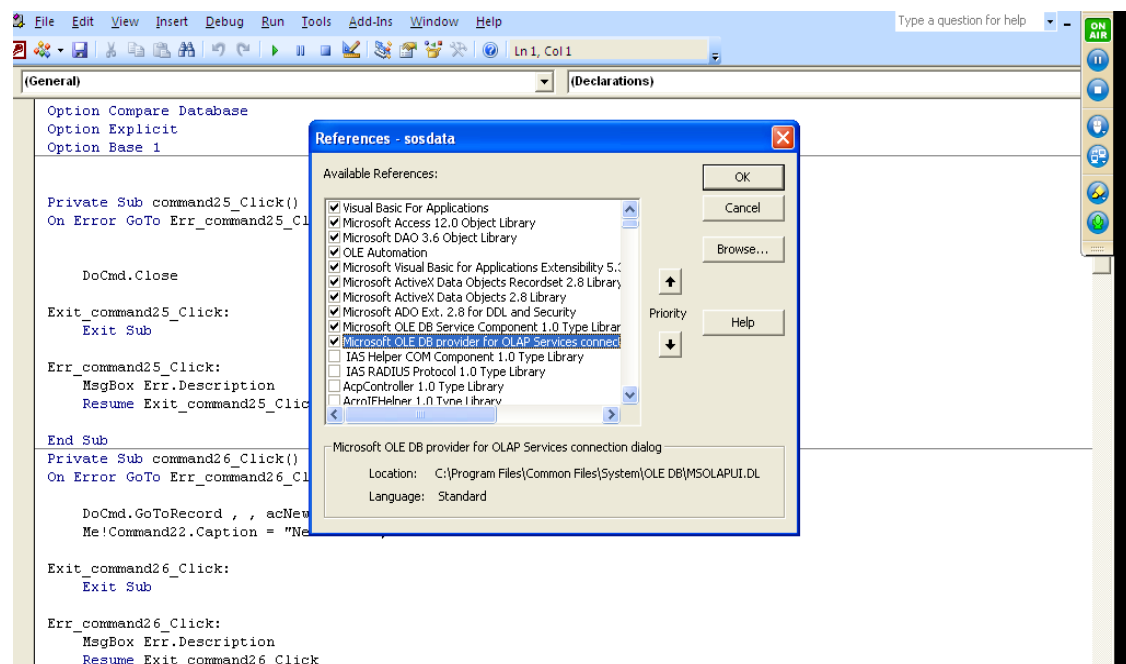 File Edit View Insert Debug Run Tools Add-Ins Window Help Type a question for help
ON AIR
Ln 1, Col 1
(General) (Declarations)
Option Compare Database
Option Explicit
Option Base 1
Private Sub command25_Click()
On Error GoTo Err_command25_Cl
DoCmd.Close
Exit_command25_Click:
Exit Sub
Err_command25_Click:
MsgBox Err.Description
Resume Exit_command25_Clic
End Sub
Private Sub command26_Click()
On Error GoTo Err_command26_Cl
DoCmd.GoToRecord , , acNew
Me!Command22.Caption = "Ne
Exit_command26_Click:
Exit Sub
Err_command26_Click:
MsgBox Err.Description
Resume Exit_command26_Click
References - sosdata
Available References:
Visual Basic For Applications
Microsoft Access 12.0 Object Library
Microsoft DAO 3.6 Object Library
OLE Automation
Microsoft Visual Basic for Applications Extensibility 5.3
Microsoft ActiveX Data Objects Recordset 2.8 Library
Microsoft ActiveX Data Objects 2.8 Library
Microsoft ADO Ext. 2.8 for DDL and Security
Microsoft OLE DB Service Component 1.0 Type Librar
Microsoft OLE DB provider for OLAP Services connect
IAS Helper COM Component 1.0 Type Library
IAS RADIUS Protocol 1.0 Type Library
AcpController 1.0 Type Library
AcroIEHelper 1.0 Type Library
OK
Cancel
Browse...
Priority
Help
Microsoft OLE DB provider for OLAP Services connection dialog
Location: C:\Program Files\Common Files\System\OLE DB\MSOLAPUI.DL
Language: Standard